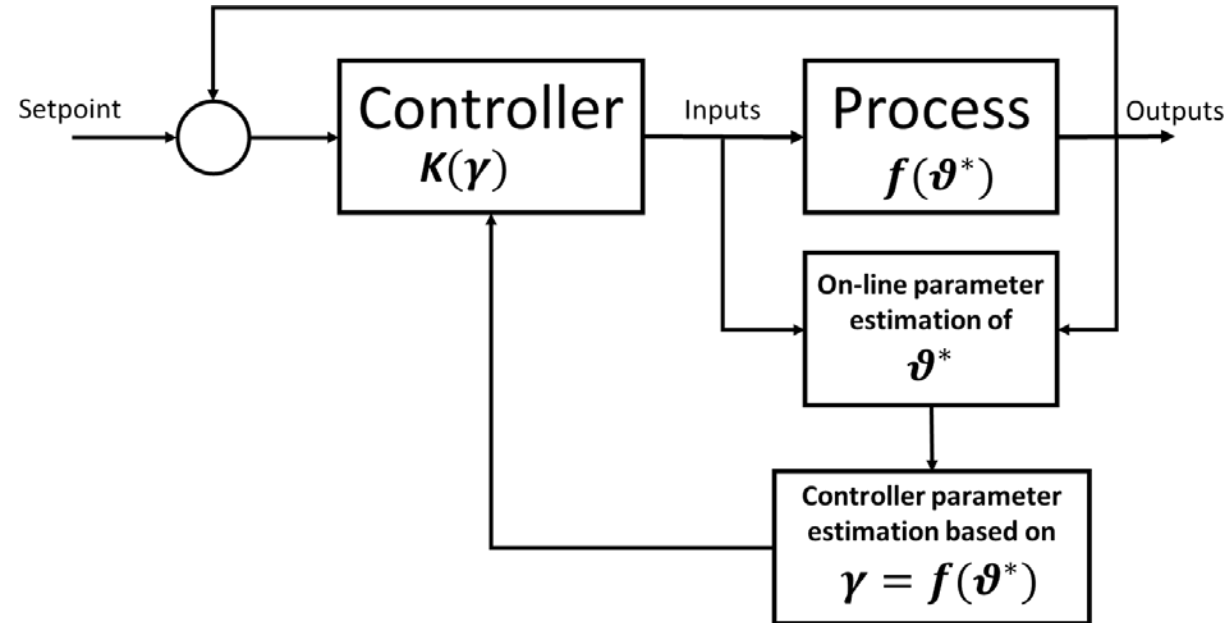 Setpoint
Controller
K(γ)
Inputs
Process
f(ϑ*)
Outputs
On-line parameter
estimation of
ϑ*
Controller parameter
estimation based on
γ = f(ϑ*)